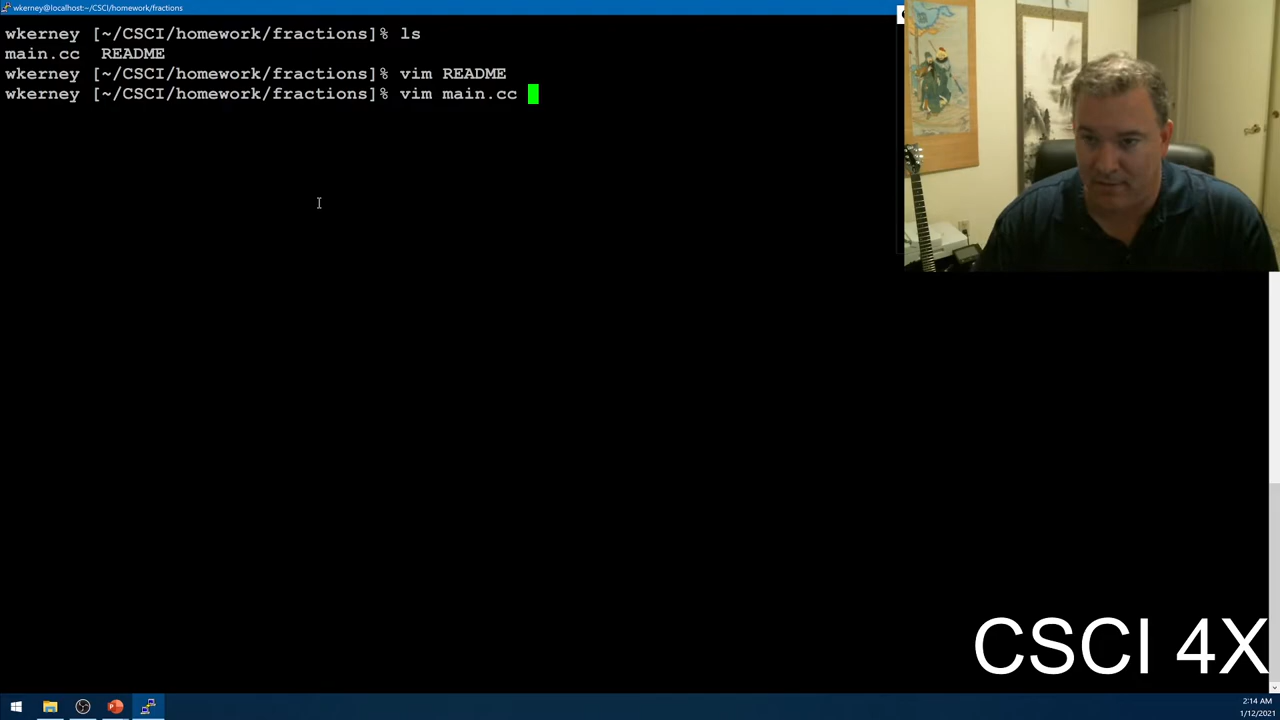 wkerney@localhost:~/CSCI/homework/fractions
wkerney [~/CSCI/homework/fractions]% ls
main.cc  README
wkerney [~/CSCI/homework/fractions]% vim README
wkerney [~/CSCI/homework/fractions]% vim main.cc
CSCI 4X
2:14 AM
1/12/2021